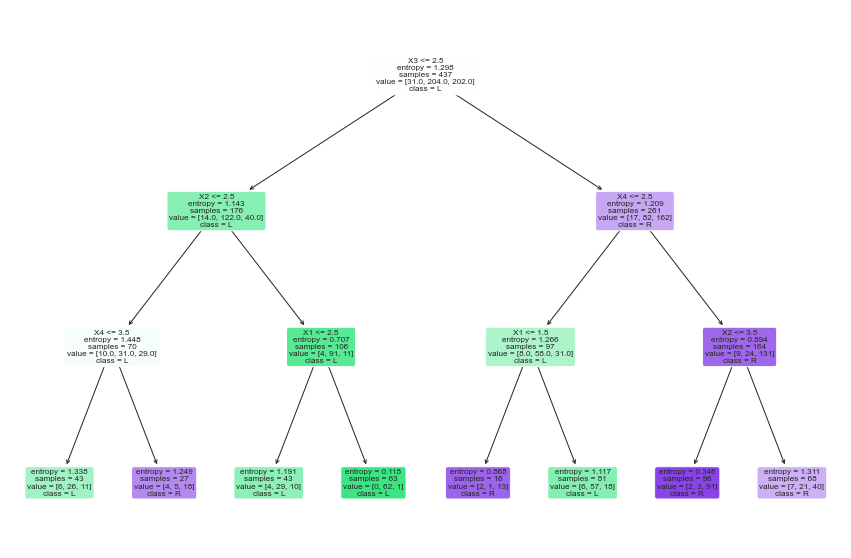 X3 <= 2.5
entropy = 1.298
samples = 437
value = [31.0, 204.0, 202.0]
class = L
X2 <= 2.5
entropy = 1.143
samples = 176
value = [14.0, 122.0, 40.0]
class = L
X4 <= 2.5
entropy = 1.209
samples = 261
value = [17, 82, 162]
class = R
X4 <= 3.5
entropy = 1.448
samples = 70
value = [10.0, 31.0, 29.0]
class = L
X1 <= 2.5
entropy = 0.707
samples = 106
value = [4, 91, 11]
class = L
X1 <= 1.5
entropy = 1.266
samples = 97
value = [8.0, 58.0, 31.0]
class = L
X2 <= 3.5
entropy = 0.894
samples = 164
value = [9, 24, 131]
class = R
entropy = 1.338
samples = 43
value = [6, 26, 11]
class = L
entropy = 1.249
samples = 27
value = [4, 5, 18]
class = R
entropy = 1.191
samples = 43
value = [4, 29, 10]
class = L
entropy = 0.118
samples = 63
value = [0, 62, 1]
class = L
entropy = 0.868
samples = 16
value = [2, 1, 13]
class = R
entropy = 1.117
samples = 81
value = [6, 57, 18]
class = L
entropy = 0.346
samples = 96
value = [2, 3, 91]
class = R
entropy = 1.311
samples = 68
value = [7, 21, 40]
class = R